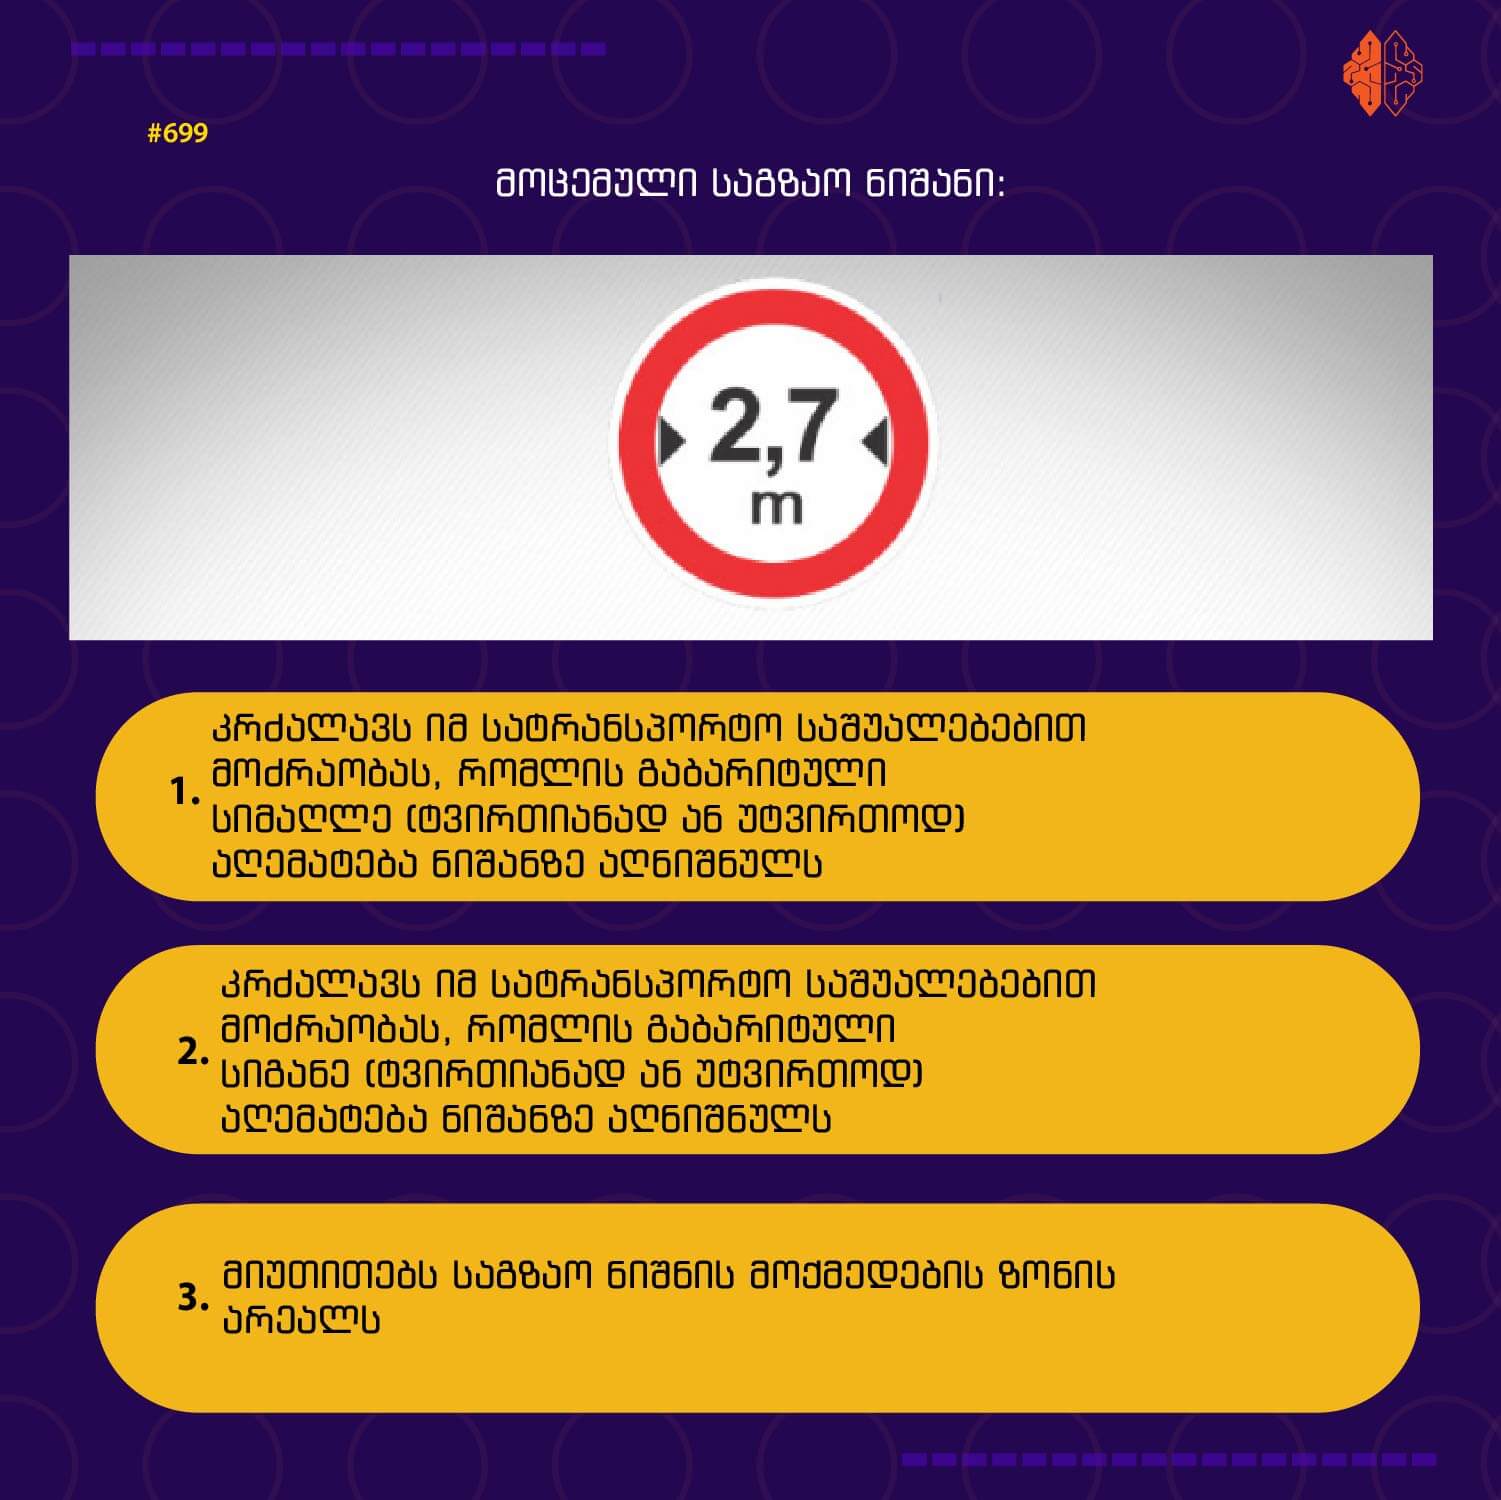 #699
მოცემული საგზაო ნიშანი:
2,7
m
1. კრძალავს იმ სატრანსპორტო საშუალებებით
მოძრაობას, რომლის გაბარიტული
სიმაღლე (ტვირთიანად ან უტვირთოდ)
აღემატება ნიშანზე აღნიშნულს
2. კრძალავს იმ სატრანსპორტო საშუალებებით
მოძრაობას, რომლის გაბარიტული
სიგანე (ტვირთიანად ან უტვირთოდ)
აღემატება ნიშანზე აღნიშნულს
3. მიუთითებს საგზაო ნიშნის მოქმედების ზონის
არეალს